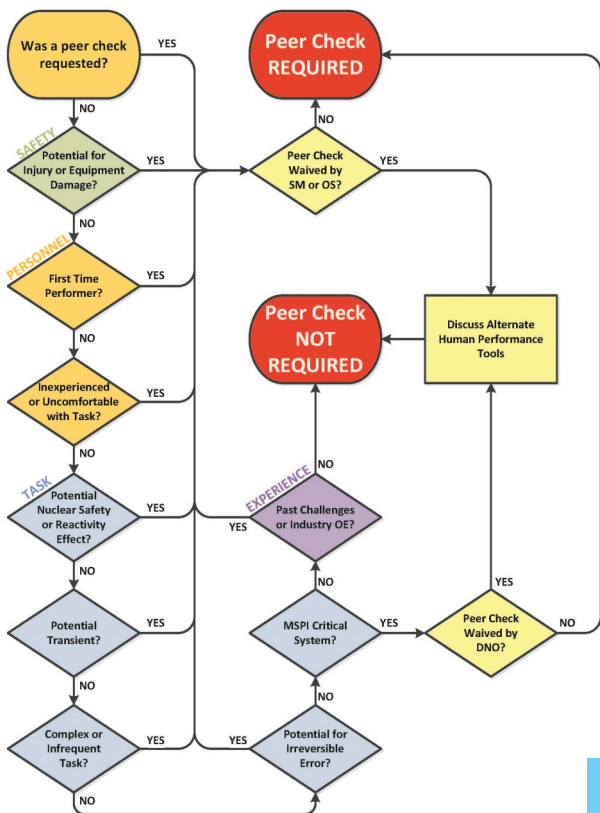 Was a peer check
requested?
YES
NO
Peer Check
REQUIRED
NO
SAFETY
Potential for
Injury or Equipment
Damage?
YES
NO
Peer Check
Waived by
SM or OS?
YES
PERSONNEL
First Time
Performer?
YES
NO
Peer Check
NOT
REQUIRED
Discuss Alternate
Human Performance
Tools
Inexperienced
or Uncomfortable
with Task?
YES
NO
NO
TASK
Potential
Nuclear Safety
or Reactivity
Effect?
YES
NO
EXPERIENCE
Past Challenges
or Industry OE?
YES
NO
YES
Potential
Transient?
YES
NO
MSPI Critical
System?
YES
NO
Peer Check
Waived by
DNO?
NO
Complex or
Infrequent
Task?
YES
NO
Potential for
Irreversible
Error?
YES